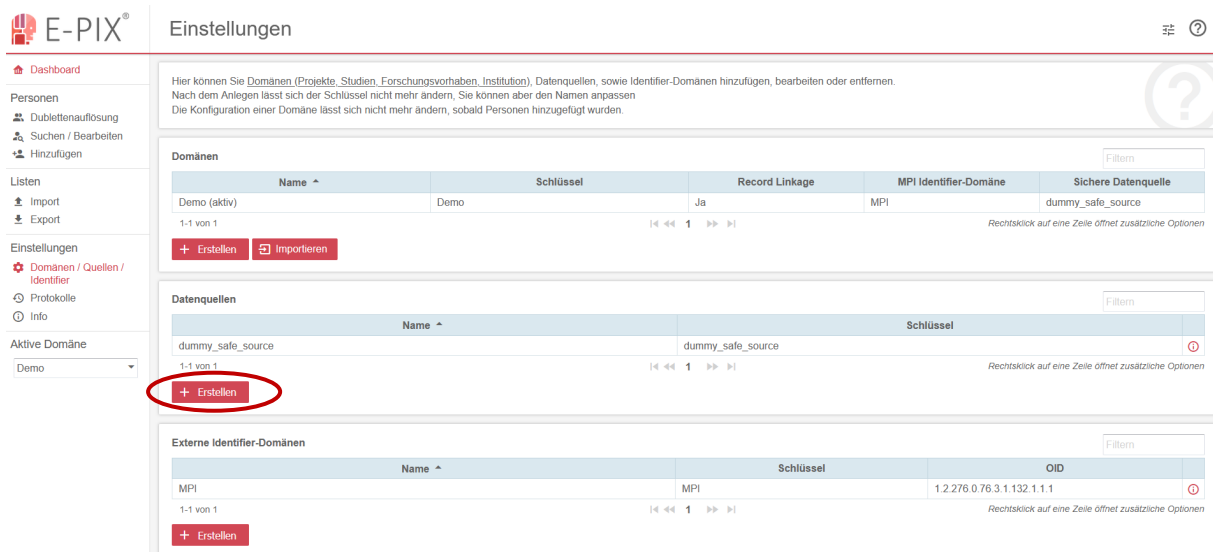 E-PIX®
Einstellungen
Dashboard
Personen
Dublettenauflösung
Suchen / Bearbeiten
Hinzufügen
Listen
Import
Export
Einstellungen
Domänen / Quellen /
Identifier
Protokolle
Info
Aktive Domäne
Demo
Hier können Sie Domänen (Projekte, Studien, Forschungsvorhaben, Institution), Datenquellen, sowie Identifier-Domänen hinzufügen, bearbeiten oder entfernen.
Nach dem Anlegen lässt sich der Schlüssel nicht mehr ändern, Sie können aber den Namen anpassen
Die Konfiguration einer Domäne lässt sich nicht mehr ändern, sobald Personen hinzugefügt wurden.
Domänen Filtern
Name Schlüssel Record Linkage MPI Identifier-Domäne Sichere Datenquelle
Demo (aktiv) Demo Ja MPI dummy_safe_source
1-1 von 1 1 Rechtsklick auf eine Zeile öffnet zusätzliche Optionen
+ Erstellen Importieren
Datenquellen Filtern
Name Schlüssel
dummy_safe_source dummy_safe_source
1-1 von 1 1 Rechtsklick auf eine Zeile öffnet zusätzliche Optionen
+ Erstellen
Externe Identifier-Domänen Filtern
Name Schlüssel OID
MPI MPI 1.2.276.0.76.3.1.132.1.1.1
1-1 von 1 1 Rechtsklick auf eine Zeile öffnet zusätzliche Optionen
+ Erstellen